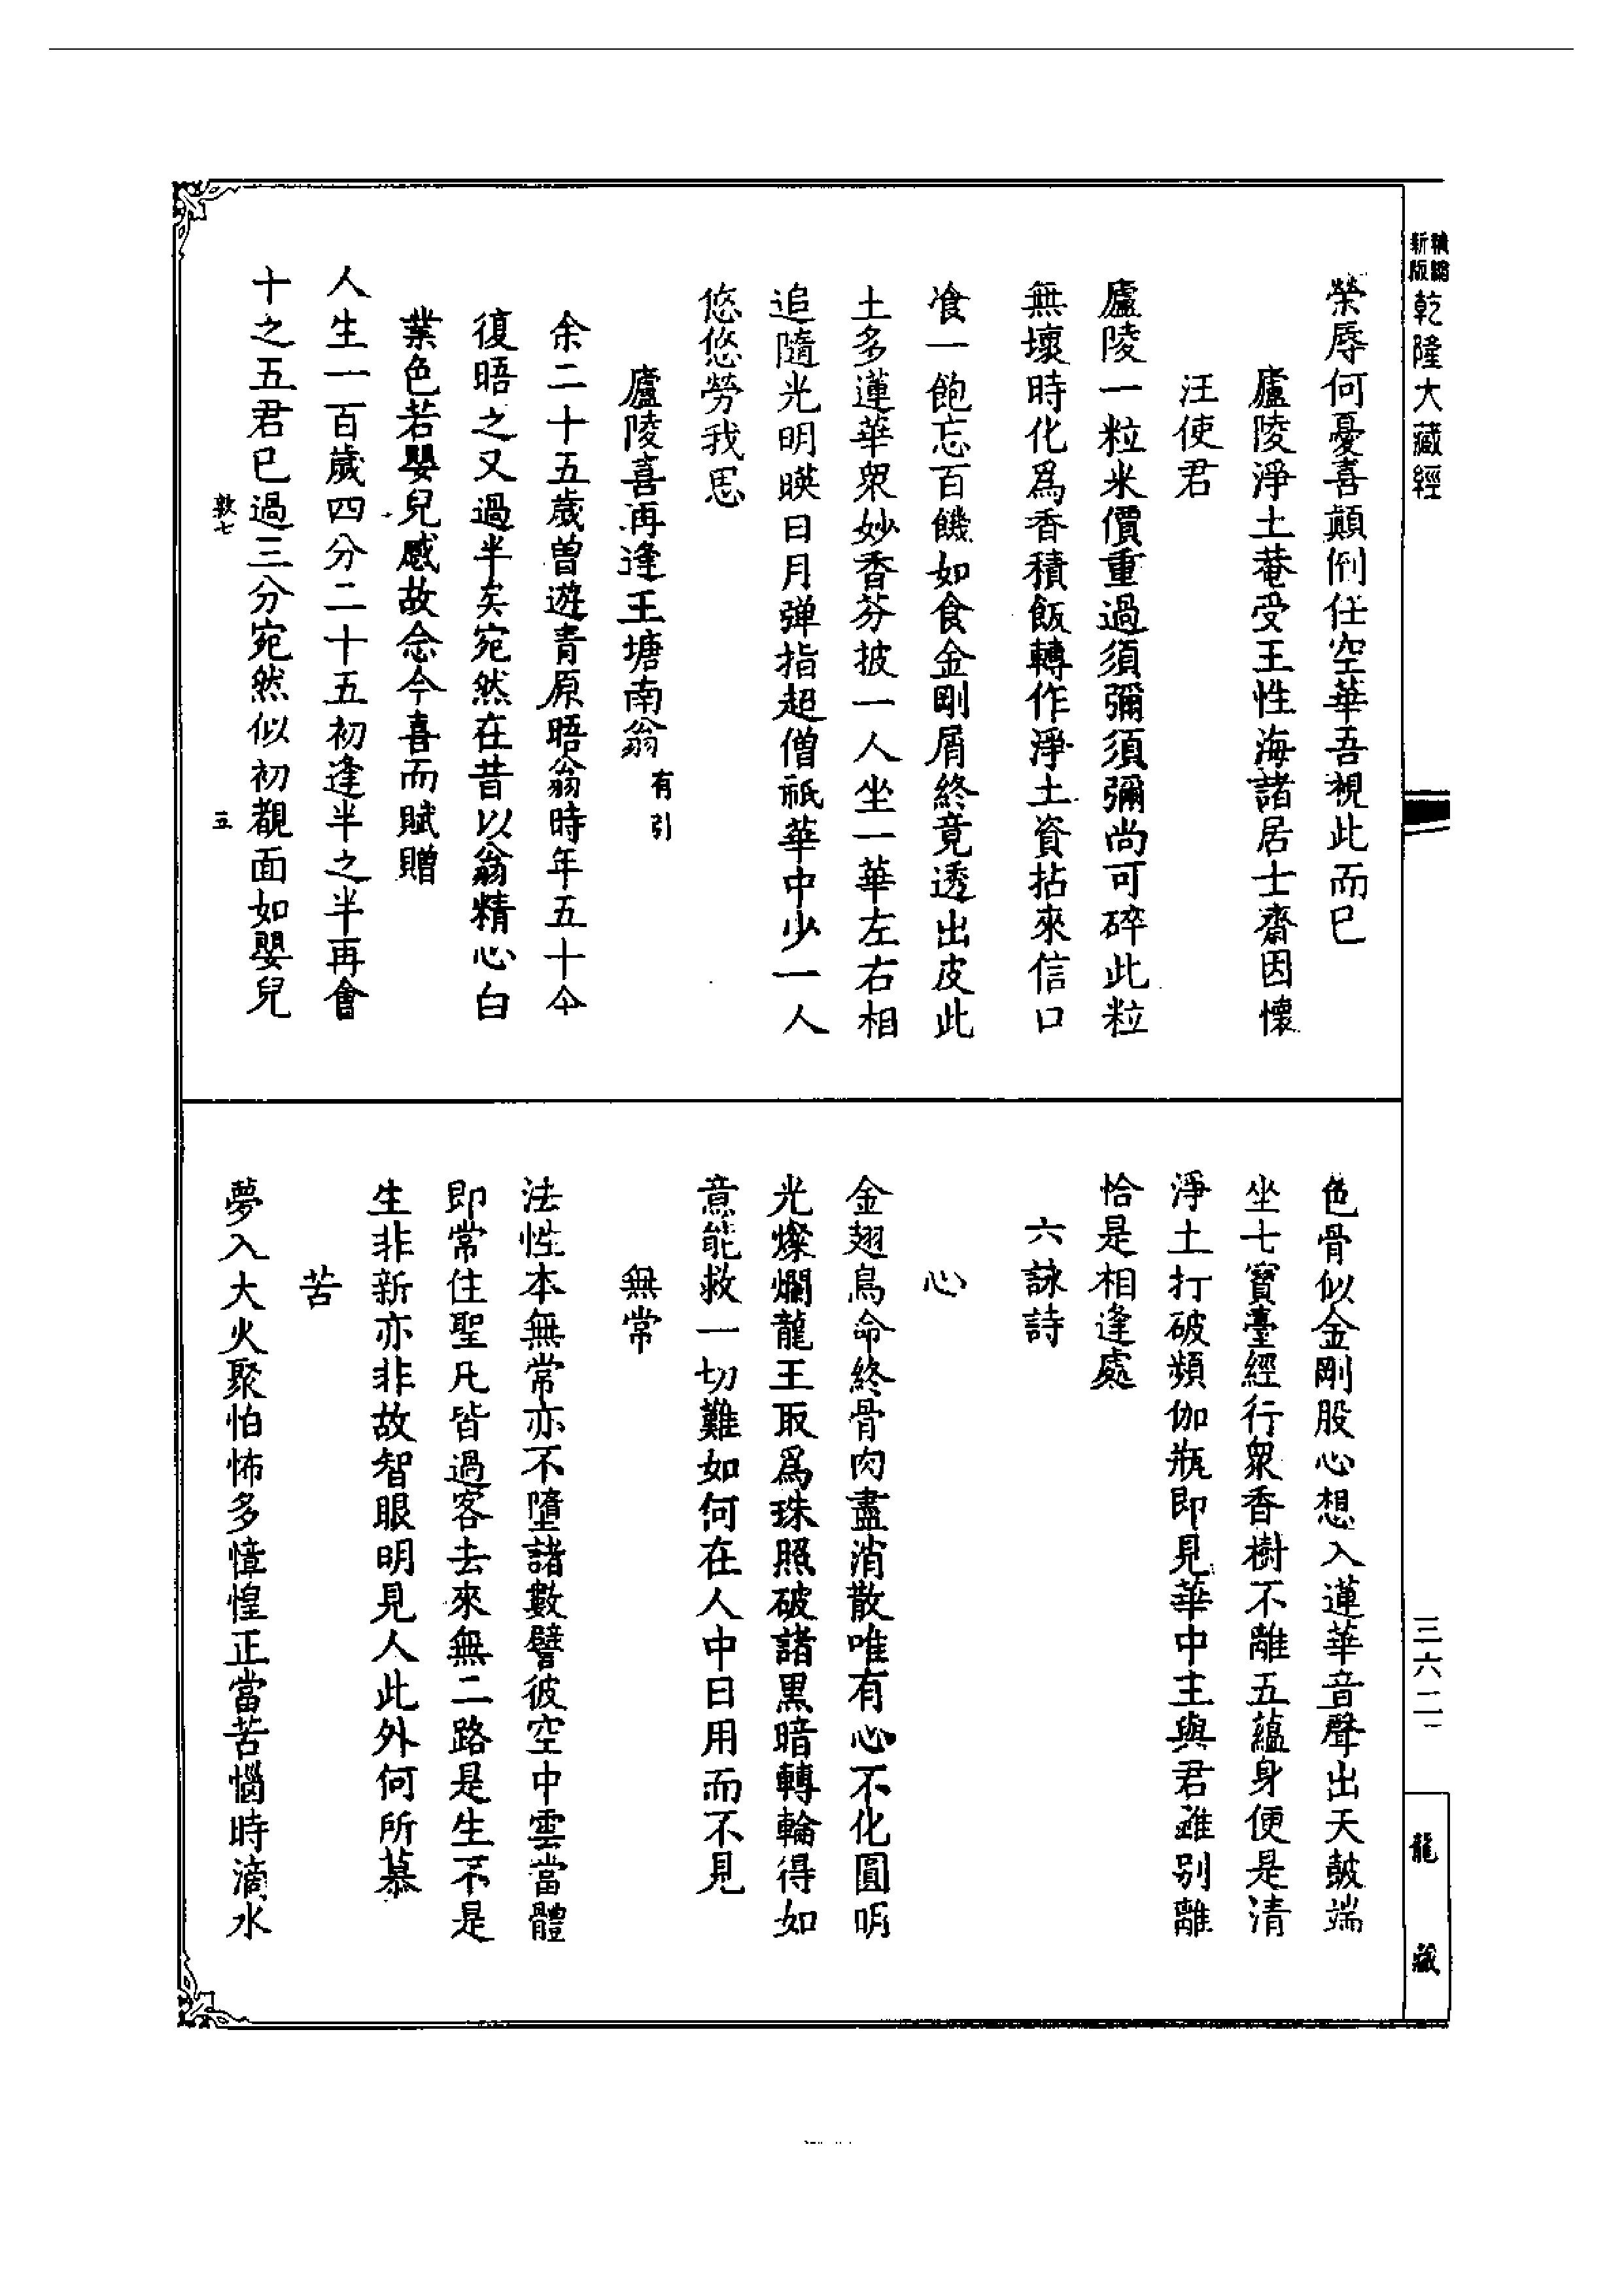 新版
乾隆大藏經
榮辱何憂喜顛倒任空華吾視此而已
廬陵淨土菴受王性海諸居士齋因懷
汪使君
廬陵一粒米價重過須彌須彌尚可碎此粒
無壞時化爲香積飯轉作淨土資拈來信口
飡一飽忘百饑如食金剛屑終竟透出皮此
土多蓮華衆妙香芬披一人坐一華左右相
追隨光明暎日月彈指超僧祇華中少一人
悠悠勞我思
廬陵喜再逢王塘南翁有引
余二十五歲曾遊青原晤翁時年五十今
復晤之又過半矣宛然在昔以翁精心白
業色若嬰兒感故念今喜而賦贈
人生一百歲四分二十五初逢半之半再會
十之五君已過三分宛然似初覩面如嬰兒
敦七
五
色骨似金剛股心想入蓮華音聲出天皷端
坐七寶臺經行衆香樹不離五蘊身便是清
淨土打破頻伽瓶即見華中主與君雖別離
恰是相逢處
六詠詩
心
金翅鳥命終骨肉盡消散唯有心不化圓明
光燦爛龍王取爲珠照破諸黑暗轉輪得如
意能救一切難如何在人中日用而不見
無常
法性本無常亦不墮諸數譬彼空中雲當體
即常住聖凡皆過客去來無二路是生不是
生非新亦非故智眼明見人此外何所慕
苦
夢入大火聚怕怖多慞惶正當苦惱時滴水
三六二
龍藏